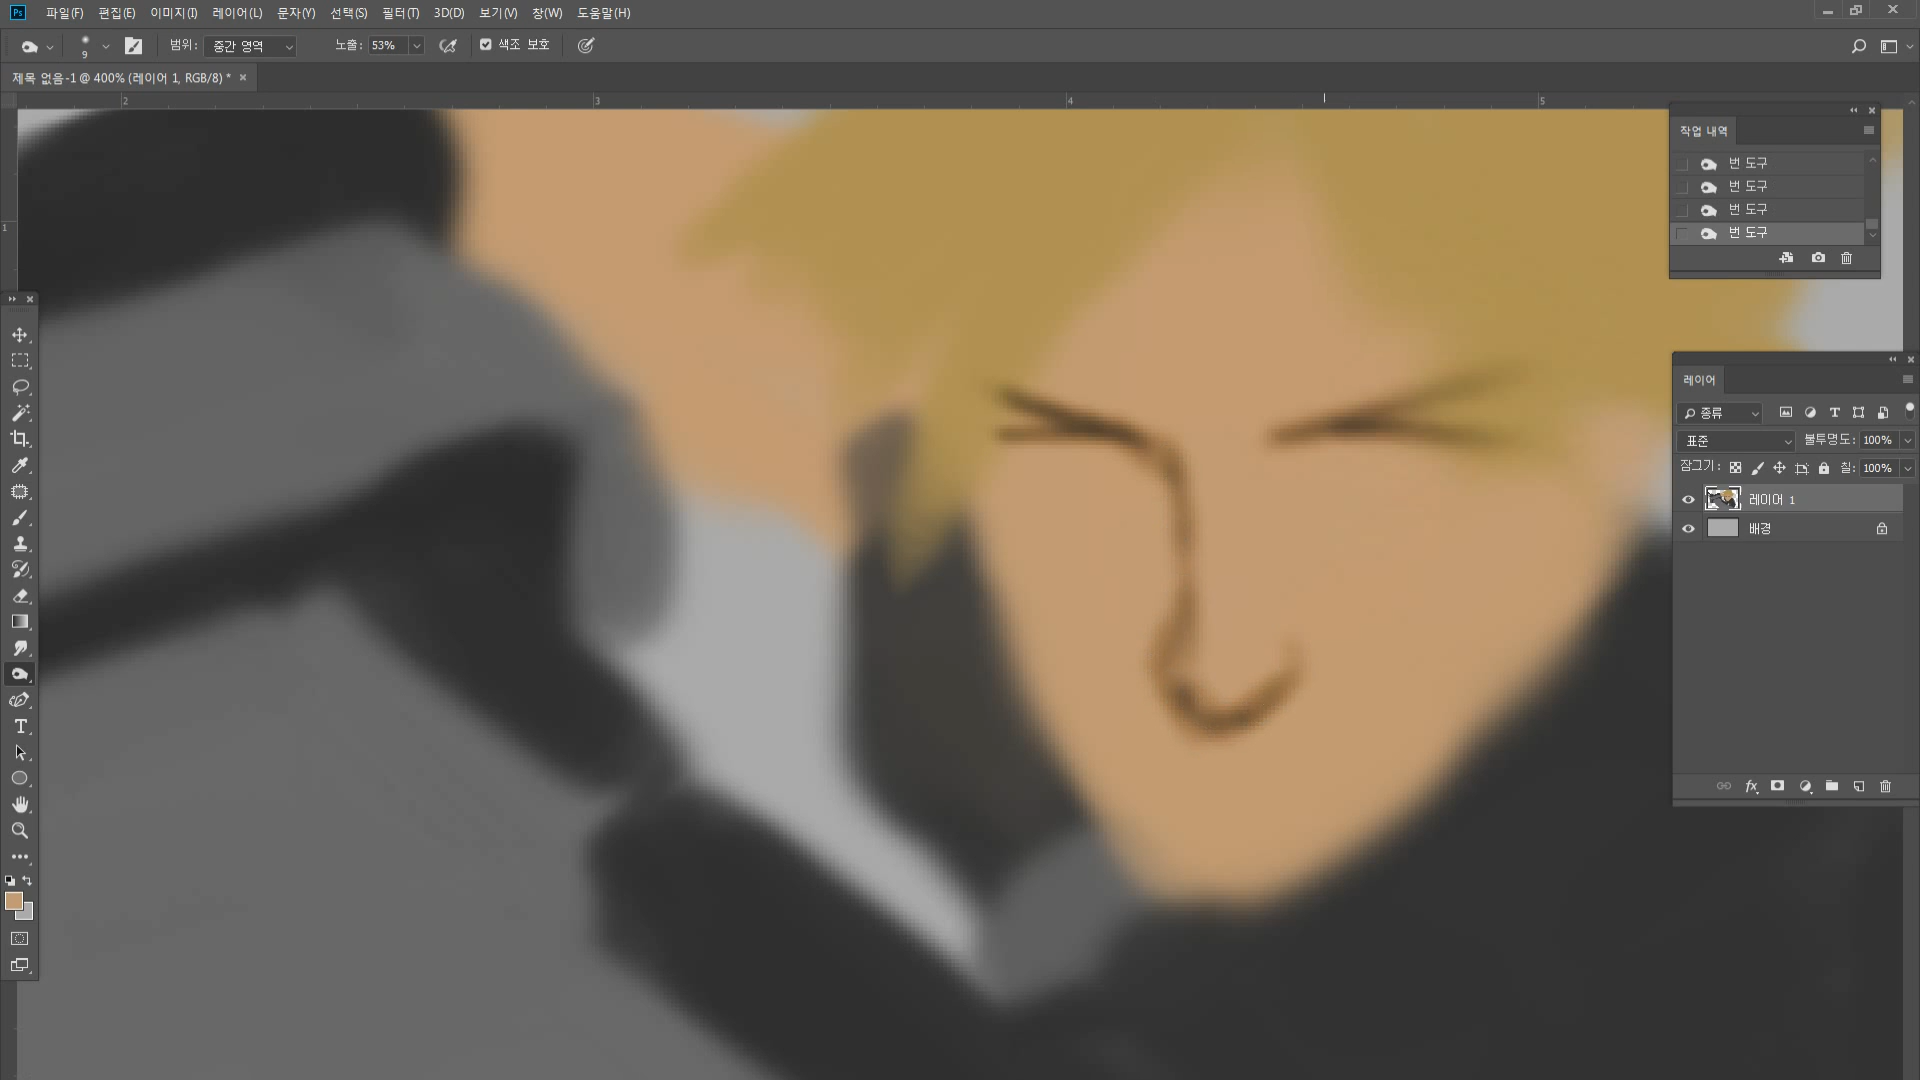 Ps 파일(F) 편집(E) 이미지(I) 레이어(L) 문자(Y) 선택(S) 필터(T) 3D(D) 보기(V) 창(W) 도움말(H)
9 범위: 중간 영역 노출: 53% 색조 보호
제목 없음-1 @ 400% (레이어 1, RGB/8) *
2 3 4 5
1
작업 내역
번 도구
번 도구
번 도구
번 도구
레이어
종류
표준 불투명도: 100%
잠그기: 칠: 100%
레이어 1
배경
fx